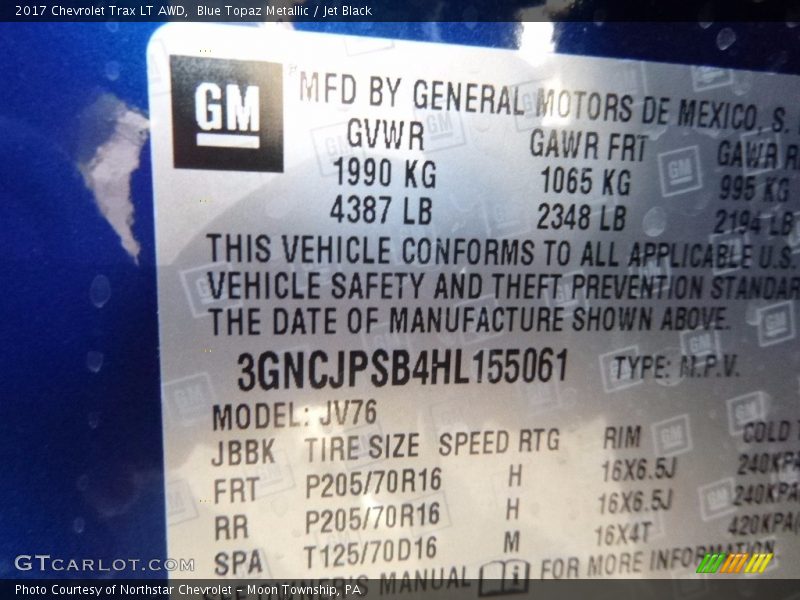 2017 Chevrolet Trax LT AWD, Blue Topaz Metallic / Jet Black
GM
MFD BY GENERAL MOTORS DE MEXICO, S.
GVWR GAWR FRT GAWR R
1990 KG 1065 KG 995 KG
4387 LB 2348 LB 2194 LB
THIS VEHICLE CONFORMS TO ALL APPLICABLE U.S.
VEHICLE SAFETY AND THEFT PREVENTION STANDAR
THE DATE OF MANUFACTURE SHOWN ABOVE.
3GNCJPSB4HL155061 TYPE: M.P.V.
MODEL: JV76
JBBK TIRE SIZE SPEED RTG RIM COLD T
FRT P205/70R16 H 16X6.5J 240KPA
RR P205/70R16 H 16X6.5J 240KPA
SPA T125/70D16 M 16X4T 420KPA(
SEE OWNER'S MANUAL FOR MORE INFORMATION
GTCARLOT.COM
Photo Courtesy of Northstar Chevrolet - Moon Township, PA